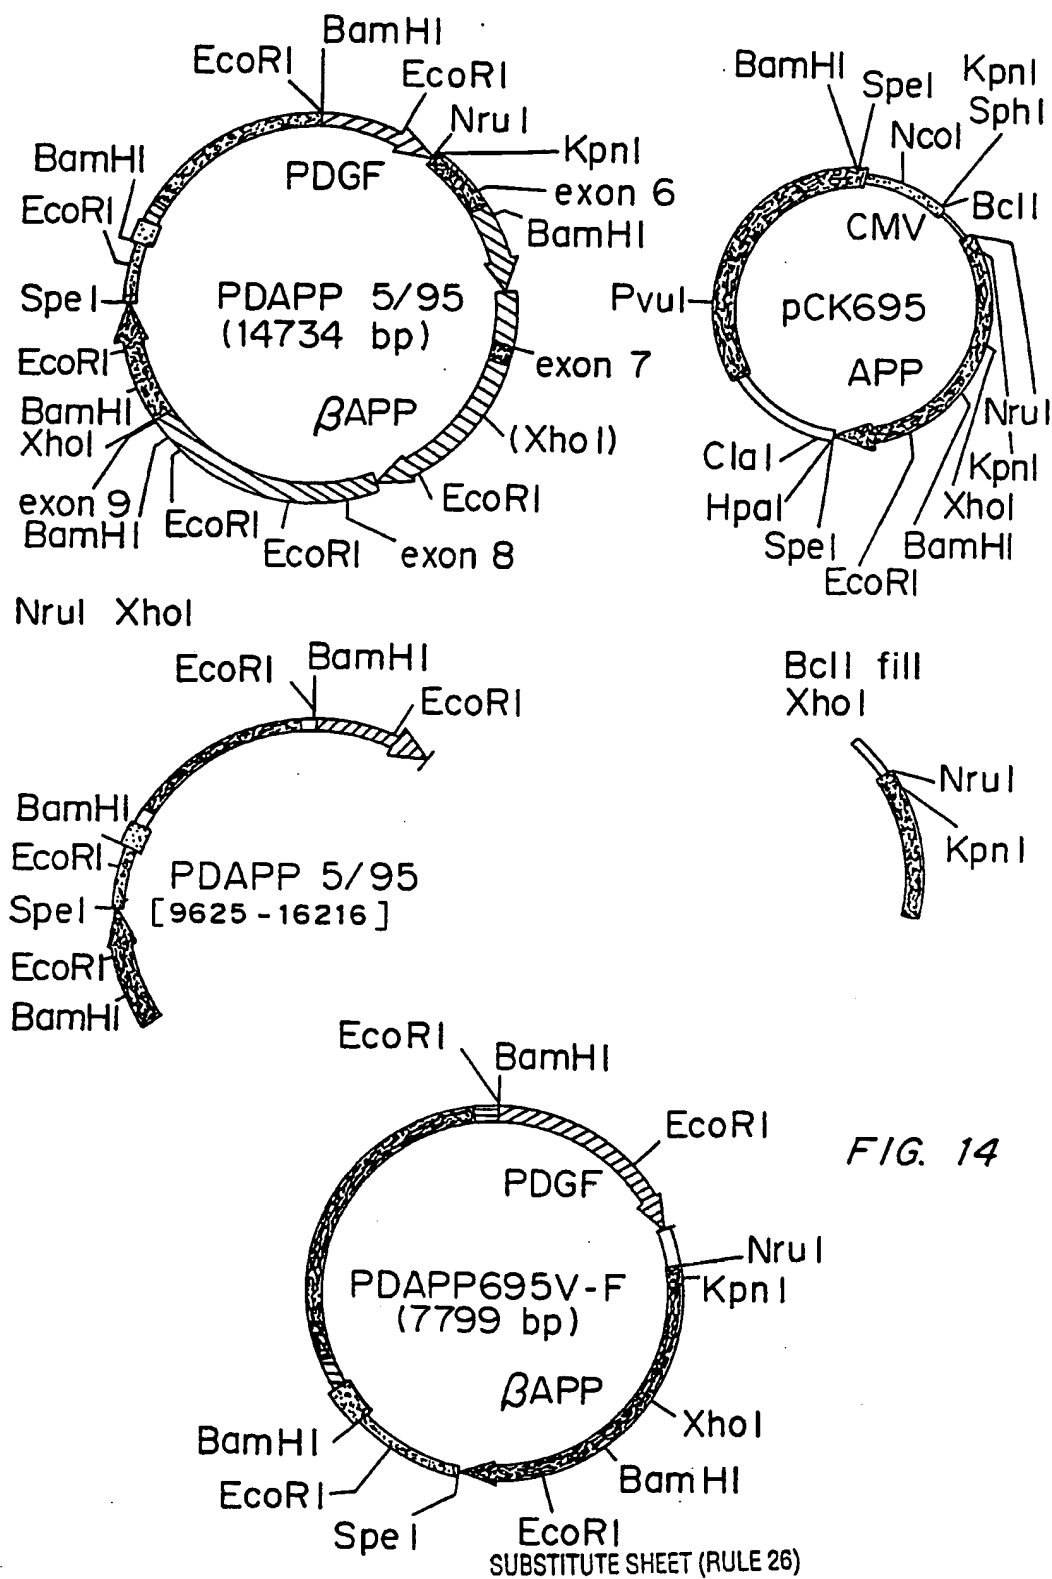 BamHI
EcoRI
EcoRI
NruI
KpnI
exon 6
BamHI
BamHI
EcoRI
SpeI
EcoRI
BamHI
XhoI
exon 9
BamHI
EcoRI
EcoRI
exon 8
EcoRI
(XhoI)
exon 7
PDGF
PDAPP 5/95
(14734 bp)
βAPP
BamHI
SpeI
KpnI
SphI
NcoI
BclI
CMV
PvuI
pCK695
APP
NruI
KpnI
XhoI
BamHI
EcoRI
SpeI
HpaI
ClaI
NruI XhoI
EcoRI
BamHI
EcoRI
BamHI
EcoRI
SpeI
EcoRI
BamHI
PDAPP 5/95
[9625-16216]
BclI fill
XhoI
NruI
KpnI
EcoRI
BamHI
EcoRI
PDGF
NruI
KpnI
PDAPP695V-F
(7799 bp)
βAPP
XhoI
BamHI
EcoRI
SpeI
EcoRI
BamHI
FIG. 14
SUBSTITUTE SHEET (RULE 26)